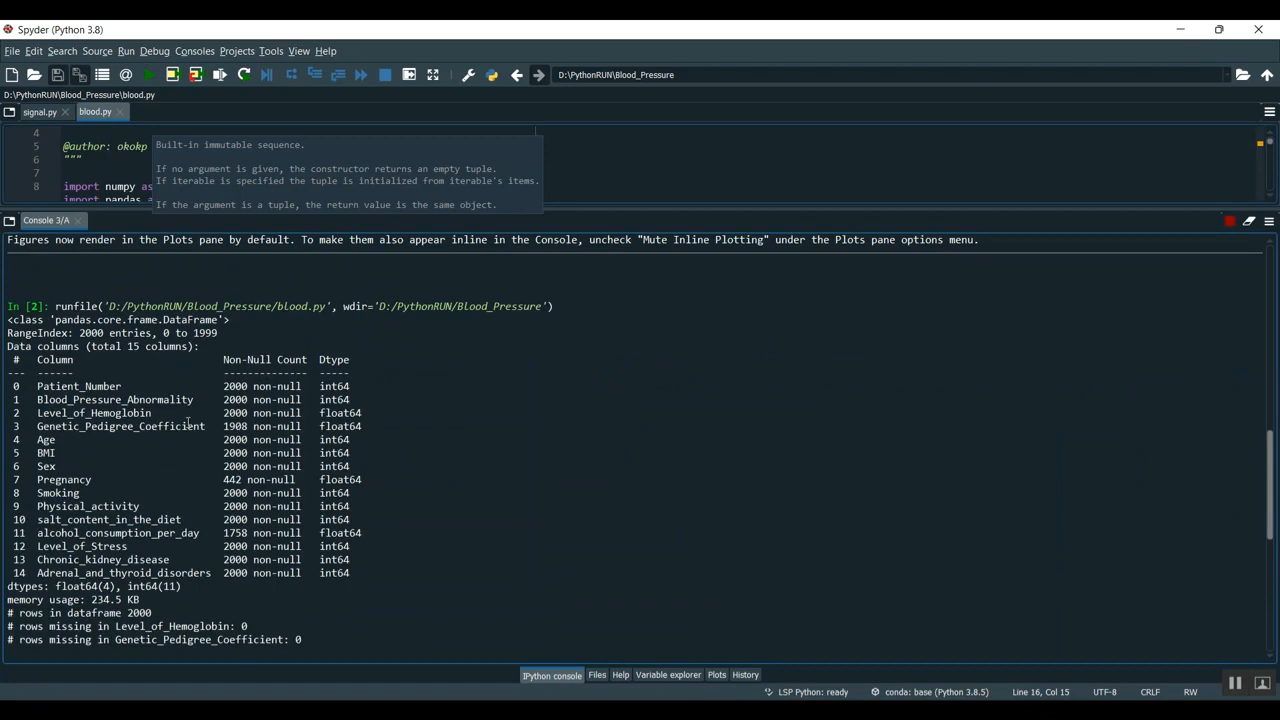 Spyder (Python 3.8)
File Edit Search Source Run Debug Consoles Projects Tools View Help
D:\PythonRUN\Blood_Pressure
D:\PythonRUN\Blood_Pressure\blood.py
signal.py blood.py
4
5 @author: okokp
6 """
7
8 import numpy as
import pandas a
Built-in immutable sequence.
If no argument is given, the constructor returns an empty tuple.
If iterable is specified the tuple is initialized from iterable's items.
If the argument is a tuple, the return value is the same object.
Console 3/A
Figures now render in the Plots pane by default. To make them also appear inline in the Console, uncheck "Mute Inline Plotting" under the Plots pane options menu.
In [2]: runfile('D:/PythonRUN/Blood_Pressure/blood.py', wdir='D:/PythonRUN/Blood_Pressure')
<class 'pandas.core.frame.DataFrame'>
RangeIndex: 2000 entries, 0 to 1999
Data columns (total 15 columns):
# Column Non-Null Count Dtype
--- ------ -------------- -----
0 Patient_Number 2000 non-null int64
1 Blood_Pressure_Abnormality 2000 non-null int64
2 Level_of_Hemoglobin 2000 non-null float64
3 Genetic_Pedigree_Coefficient 1908 non-null float64
4 Age 2000 non-null int64
5 BMI 2000 non-null int64
6 Sex 2000 non-null int64
7 Pregnancy 442 non-null float64
8 Smoking 2000 non-null int64
9 Physical_activity 2000 non-null int64
10 salt_content_in_the_diet 2000 non-null int64
11 alcohol_consumption_per_day 1758 non-null float64
12 Level_of_Stress 2000 non-null int64
13 Chronic_kidney_disease 2000 non-null int64
14 Adrenal_and_thyroid_disorders 2000 non-null int64
dtypes: float64(4), int64(11)
memory usage: 234.5 KB
# rows in dataframe 2000
# rows missing in Level_of_Hemoglobin: 0
# rows missing in Genetic_Pedigree_Coefficient: 0
IPython console Files Help Variable explorer Plots History
LSP Python: ready conda: base (Python 3.8.5) Line 16, Col 15 UTF-8 CRLF RW